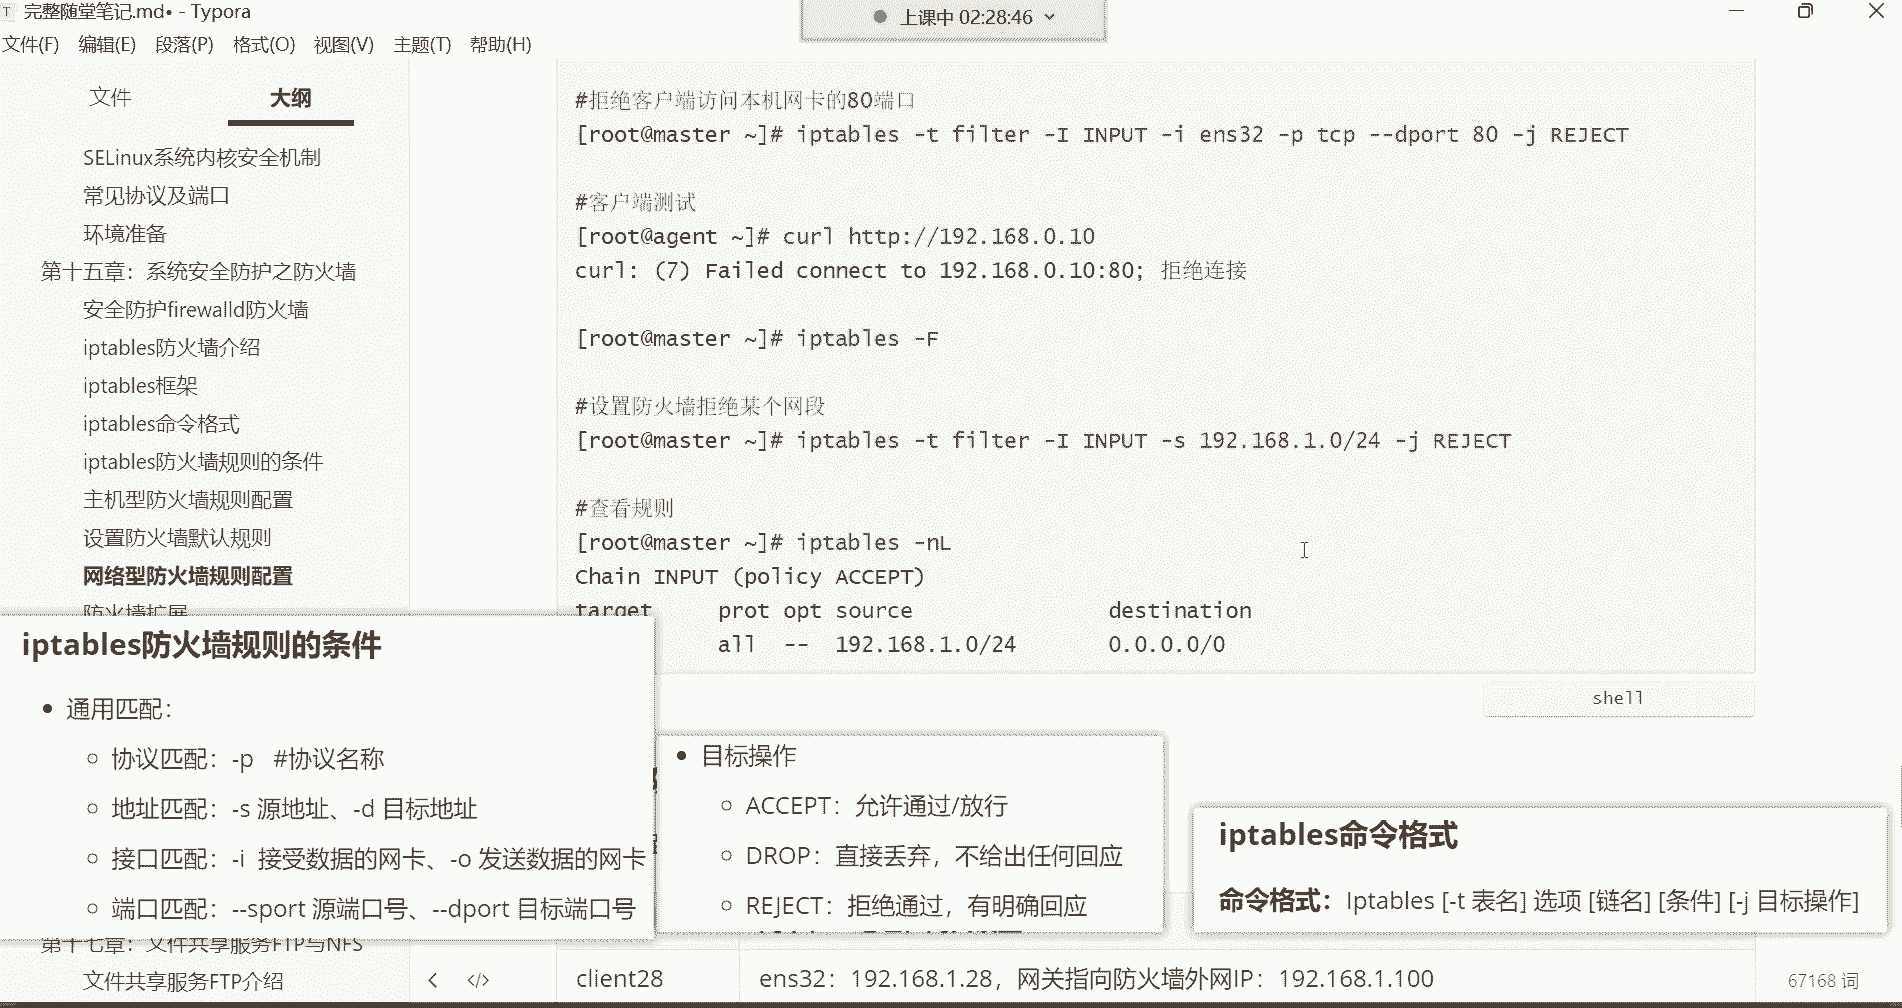 完整随堂笔记.md• - Typora
上课中 02:28:46
文件(F) 编辑(E) 段落(P) 格式(O) 视图(V) 主题(T) 帮助(H)
文件
大纲
SELinux系统内核安全机制
常见协议及端口
环境准备
第十五章：系统安全防护之防火墙
安全防护firewalld防火墙
iptables防火墙介绍
iptables框架
iptables命令格式
iptables防火墙规则的条件
主机型防火墙规则配置
设置防火墙默认规则
网络型防火墙规则配置
防火墙扩展
#拒绝客户端访问本机网卡的80端口
[root@master ~]# iptables -t filter -I INPUT -i ens32 -p tcp --dport 80 -j REJECT
#客户端测试
[root@agent ~]# curl http://192.168.0.10
curl: (7) Failed connect to 192.168.0.10:80; 拒绝连接
[root@master ~]# iptables -F
#设置防火墙拒绝某个网段
[root@master ~]# iptables -t filter -I INPUT -s 192.168.1.0/24 -j REJECT
#查看规则
[root@master ~]# iptables -nL
Chain INPUT (policy ACCEPT)
target prot opt source destination
all -- 192.168.1.0/24 0.0.0.0/0
shell
iptables防火墙规则的条件
通用匹配：
协议匹配：-p #协议名称
地址匹配：-s 源地址、-d 目标地址
接口匹配：-i 接受数据的网卡、-o 发送数据的网卡
端口匹配：--sport 源端口号、--dport 目标端口号
目标操作
ACCEPT：允许通过/放行
DROP：直接丢弃，不给出任何回应
REJECT：拒绝通过，有明确回应
iptables命令格式
命令格式：Iptables [-t 表名] 选项 [链名] [条件] [-j 目标操作]
第十七章：文件共享服务FTP与NFS
文件共享服务FTP介绍
client28
ens32：192.168.1.28，网关指向防火墙外网IP：192.168.1.100
67168 词